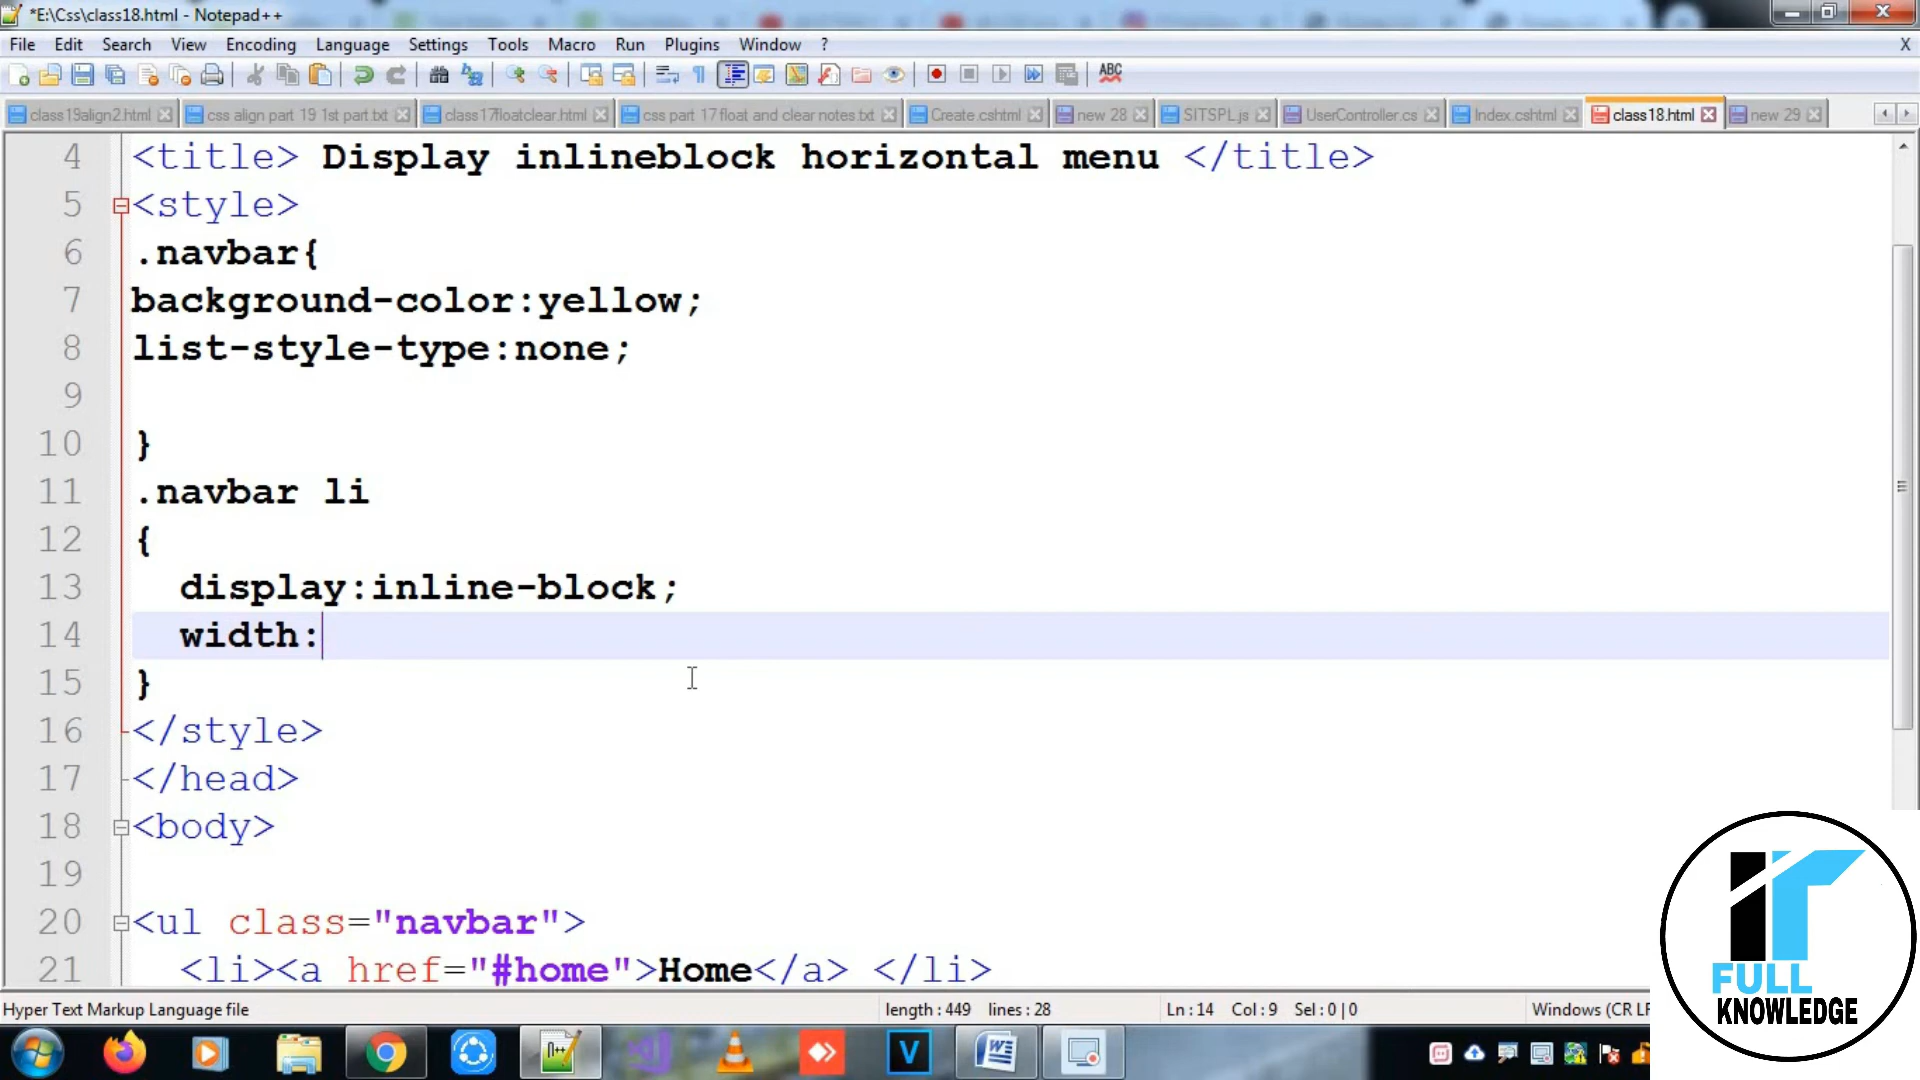 *E:\Css\class18.html - Notepad++
File Edit Search View Encoding Language Settings Tools Macro Run Plugins Window ? X
ABC
class19align2.html css align part 19 1st part.txt class17floatclear.html css part 17 float and clear notes.txt Create.cshtml new 28 SITSPL.js UserController.cs Index.cshtml class18.html new 29
4 <title> Display inlineblock horizontal menu </title>
5 <style>
6 .navbar{
7 background-color:yellow;
8 list-style-type:none;
9
10 }
11 .navbar li
12 {
13 display:inline-block;
14 width:
15 }
16 </style>
17 </head>
18 <body>
19
20 <ul class="navbar">
21 <li><a href="#home">Home</a> </li>
Hyper Text Markup Language file length : 449 lines : 28 Ln : 14 Col : 9 Sel : 0 | 0 Windows (CR LF
IT
FULL
KNOWLEDGE
n++
V
W